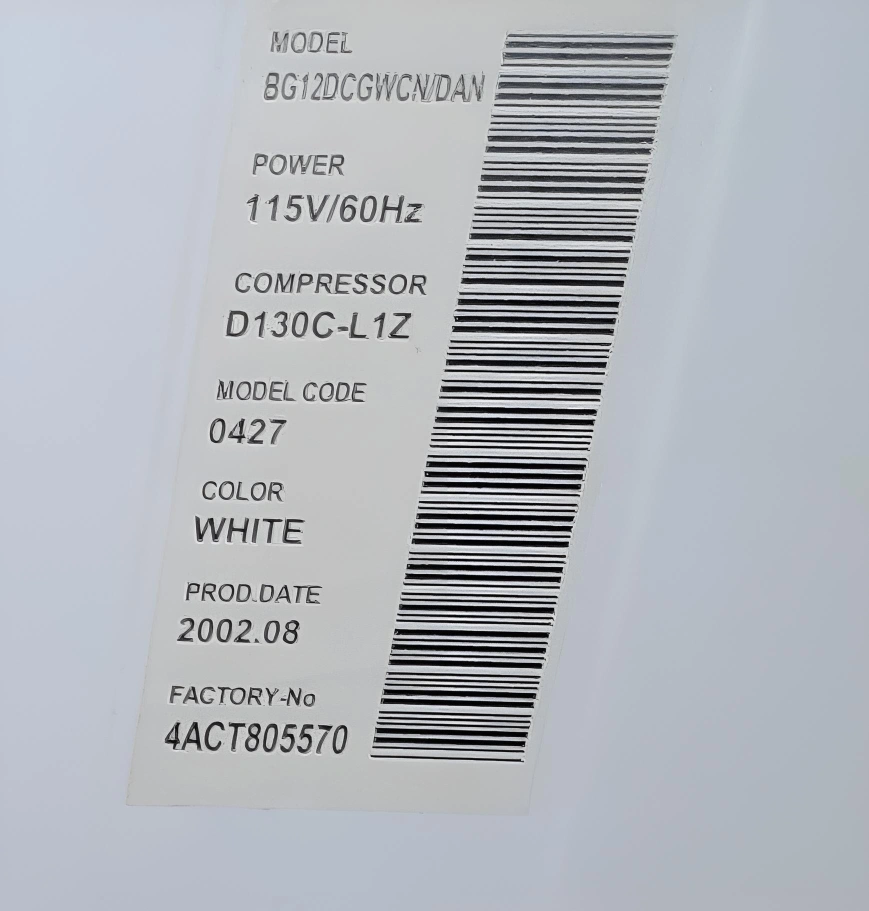 MODEL
BG12DCGWCN/DAN
POWER
115V/60Hz
COMPRESSOR
D130C-L1Z
MODEL CODE
0427
COLOR
WHITE
PROD.DATE
2002.08
FACTORY-No
4ACT805570